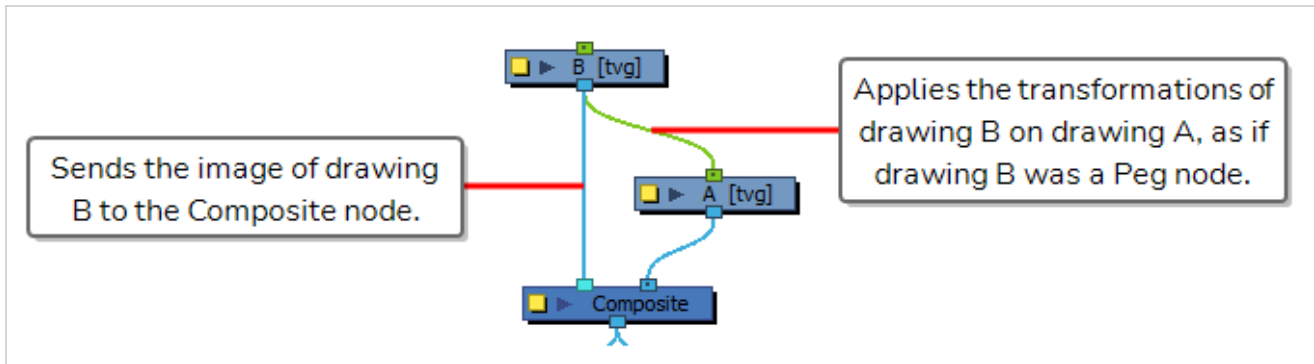 B [tvg]
Applies the transformations of
drawing B on drawing A, as if
drawing B was a Peg node.
Sends the image of drawing
B to the Composite node.
A [tvg]
Composite